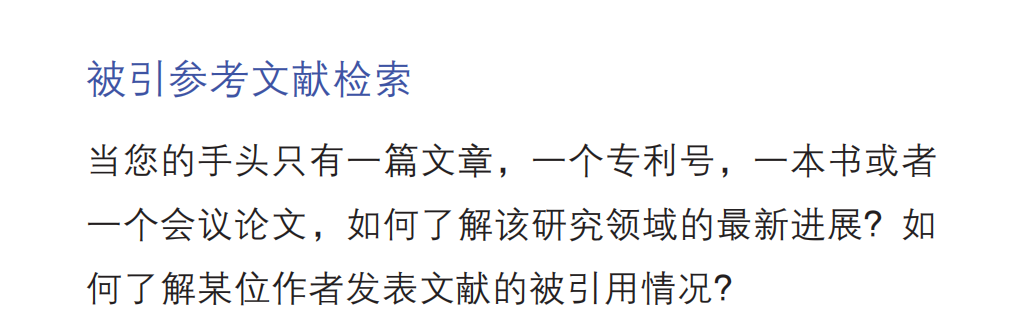 被引参考文献检索
当您的手头只有一篇文章，一个专利号，一本书或者
一个会议论文，如何了解该研究领域的最新进展？如
何了解某位作者发表文献的被引用情况？